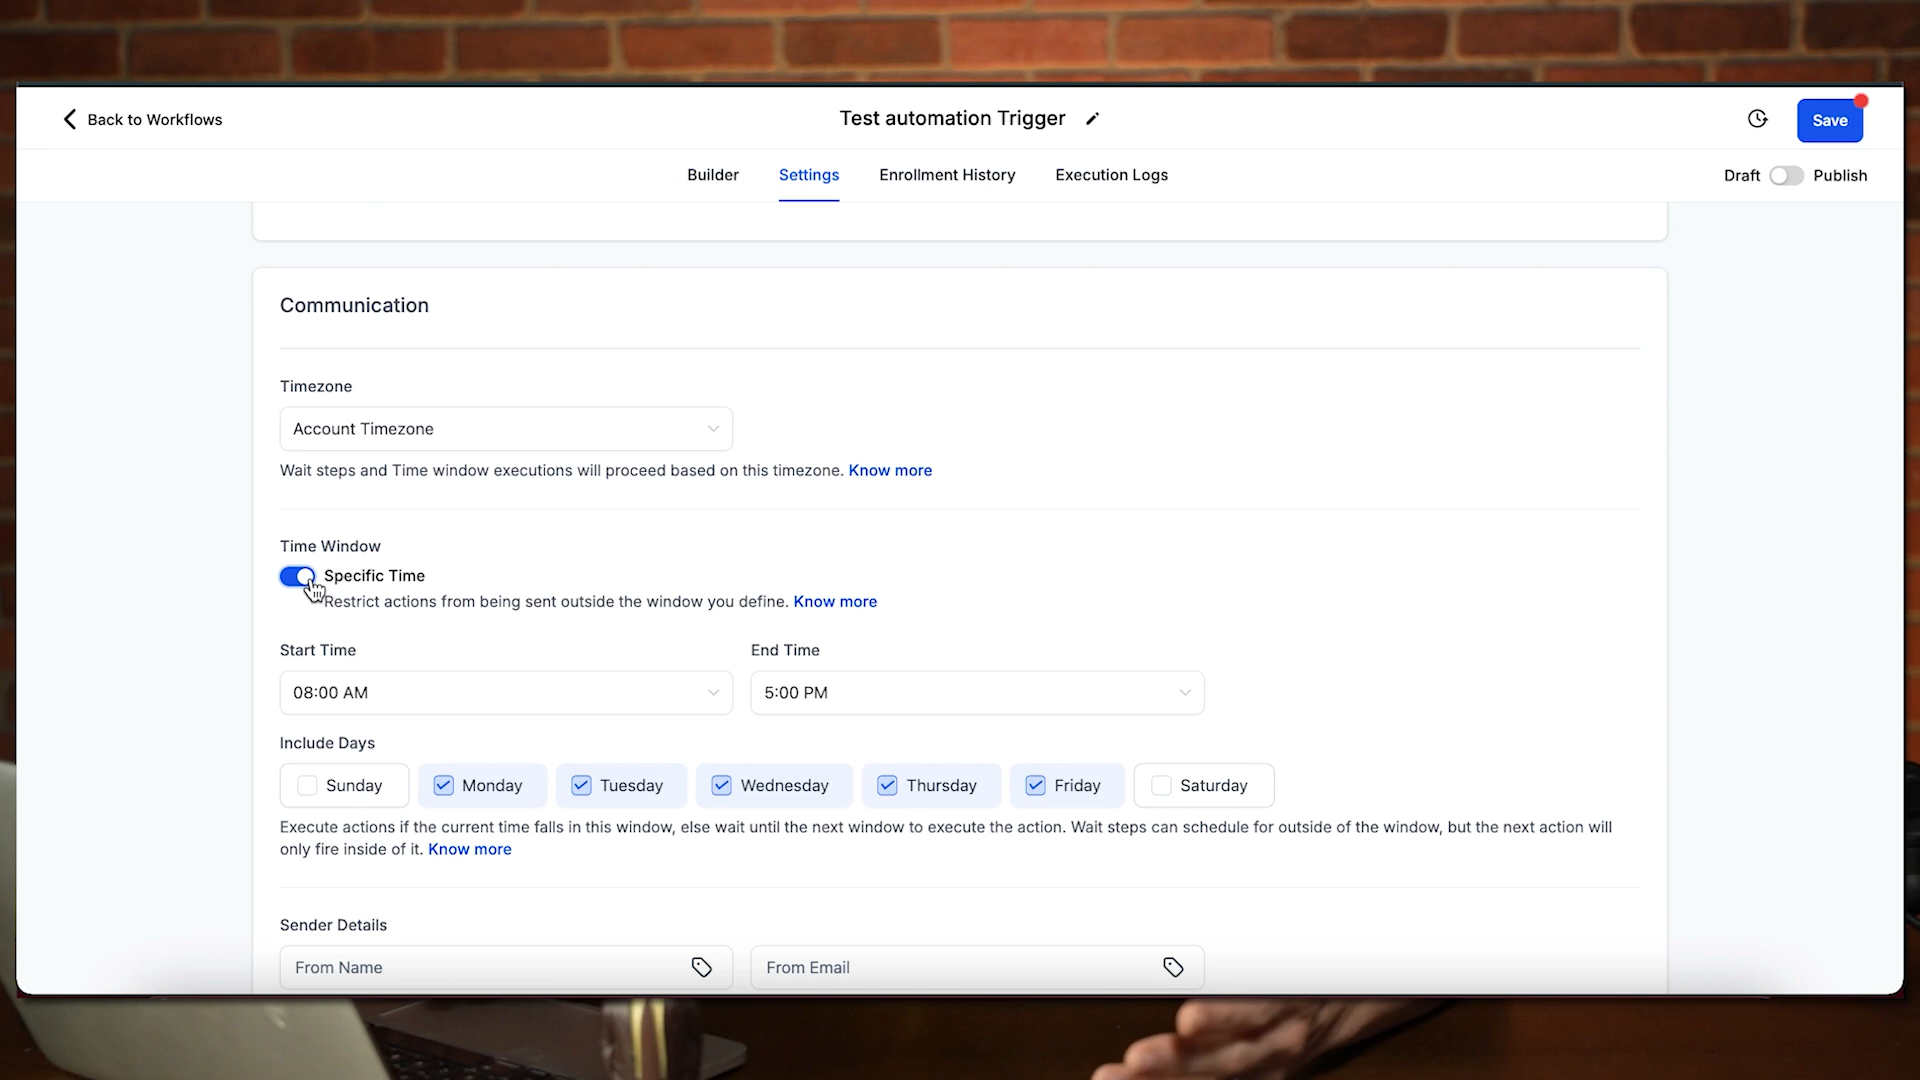 Back to Workflows
Test automation Trigger
Save
Builder
Settings
Enrollment History
Execution Logs
Draft
Publish
Communication
Timezone
Account Timezone
Wait steps and Time window executions will proceed based on this timezone. Know more
Time Window
Specific Time
Restrict actions from being sent outside the window you define. Know more
Start Time
End Time
08:00 AM
5:00 PM
Include Days
Sunday
Monday
Tuesday
Wednesday
Thursday
Friday
Saturday
Execute actions if the current time falls in this window, else wait until the next window to execute the action. Wait steps can schedule for outside of the window, but the next action will
only fire inside of it. Know more
Sender Details
From Name
From Email